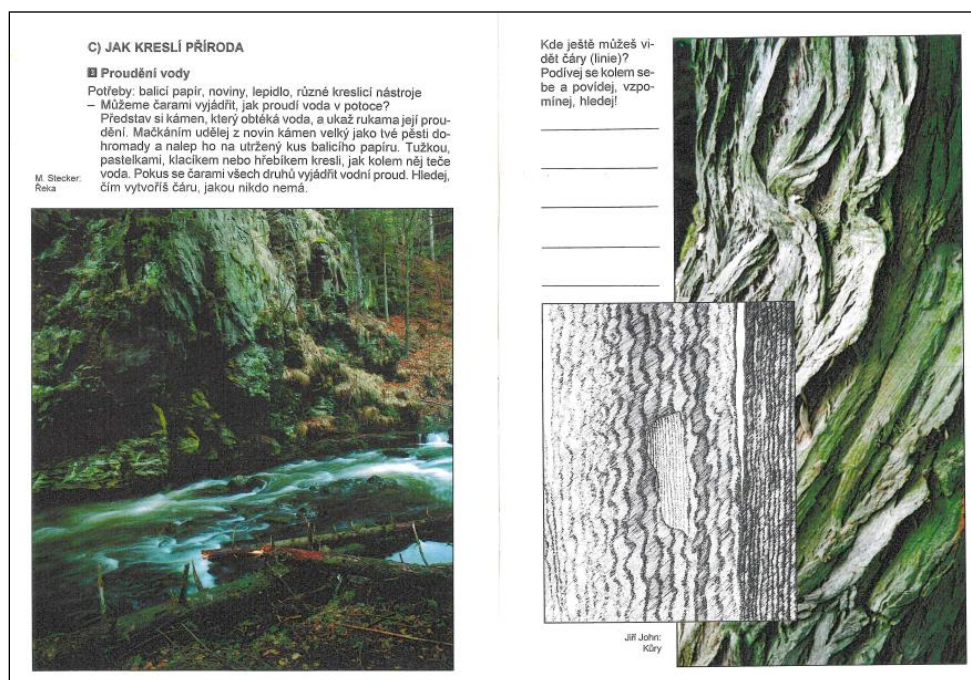 C) JAK KRESLÍ PŘÍRODA
3 Proudění vody
Potřeby: balicí papír, noviny, lepidlo, různé kreslicí nástroje
– Můžeme čarami vyjádřit, jak proudí voda v potoce?
Představ si kámen, který obtéká voda, a ukaž rukama její prou-
dění. Mačkáním udělej z novin kámen velký jako tvé pěsti do-
hromady a nalep ho na utržený kus balicího papíru. Tužkou,
pastelkami, klacíkem nebo hřebíkem kresli, jak kolem něj teče
voda. Pokus se čarami všech druhů vyjádřit vodní proud. Hledej,
čím vytvoříš čáru, jakou nikdo nemá.
M. Stecker:
Řeka
Kde ještě můžeš vi-
dět čáry (linie)?
Podívej se kolem se-
be a povídej, vzpo-
mínej, hledej!
Jiří John:
Kůry